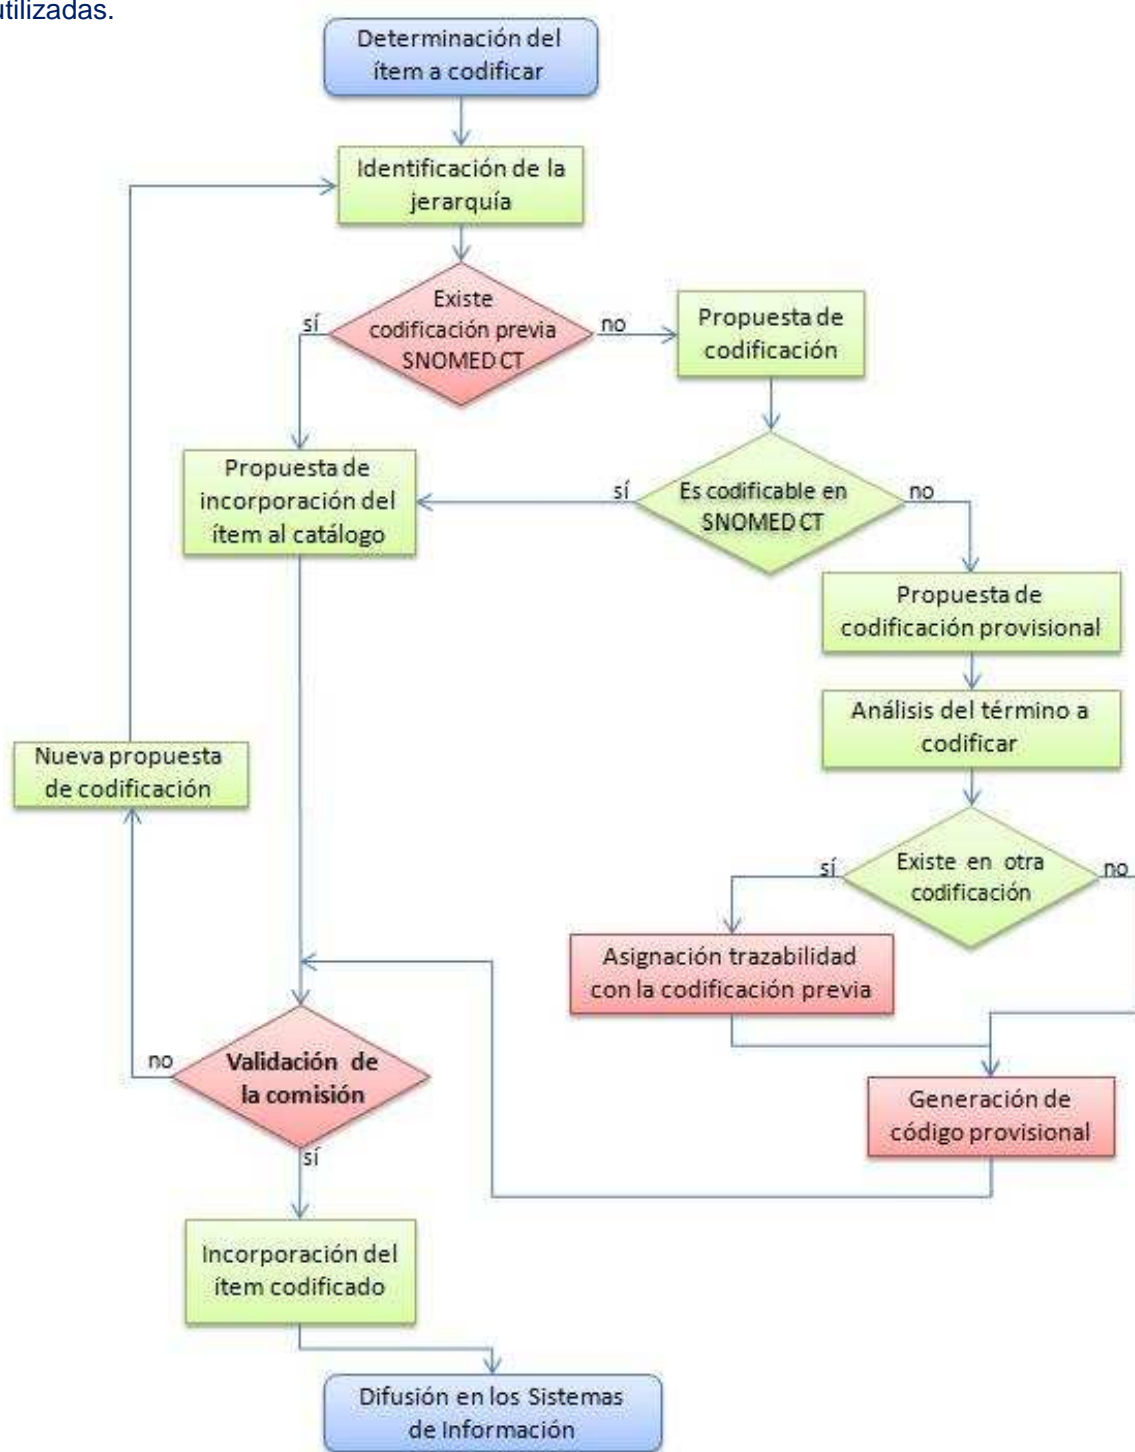 utilizadas.
Determinación del
ítem a codificar
Identificación de la
jerarquía
Existe
codificación previa
SNOMED CT
sí
no
Propuesta de
codificación
Propuesta de
incorporación del
ítem al catálogo
sí
Es codificable en
SNOMED CT
no
Propuesta de
codificación provisional
Análisis del término a
codificar
Nueva propuesta
de codificación
sí
Existe en otra
codificación
no
Asignación trazabilidad
con la codificación previa
no
Validación de
la comisión
sí
Generación de
código provisional
Incorporación del
ítem codificado
Difusión en los Sistemas
de Información